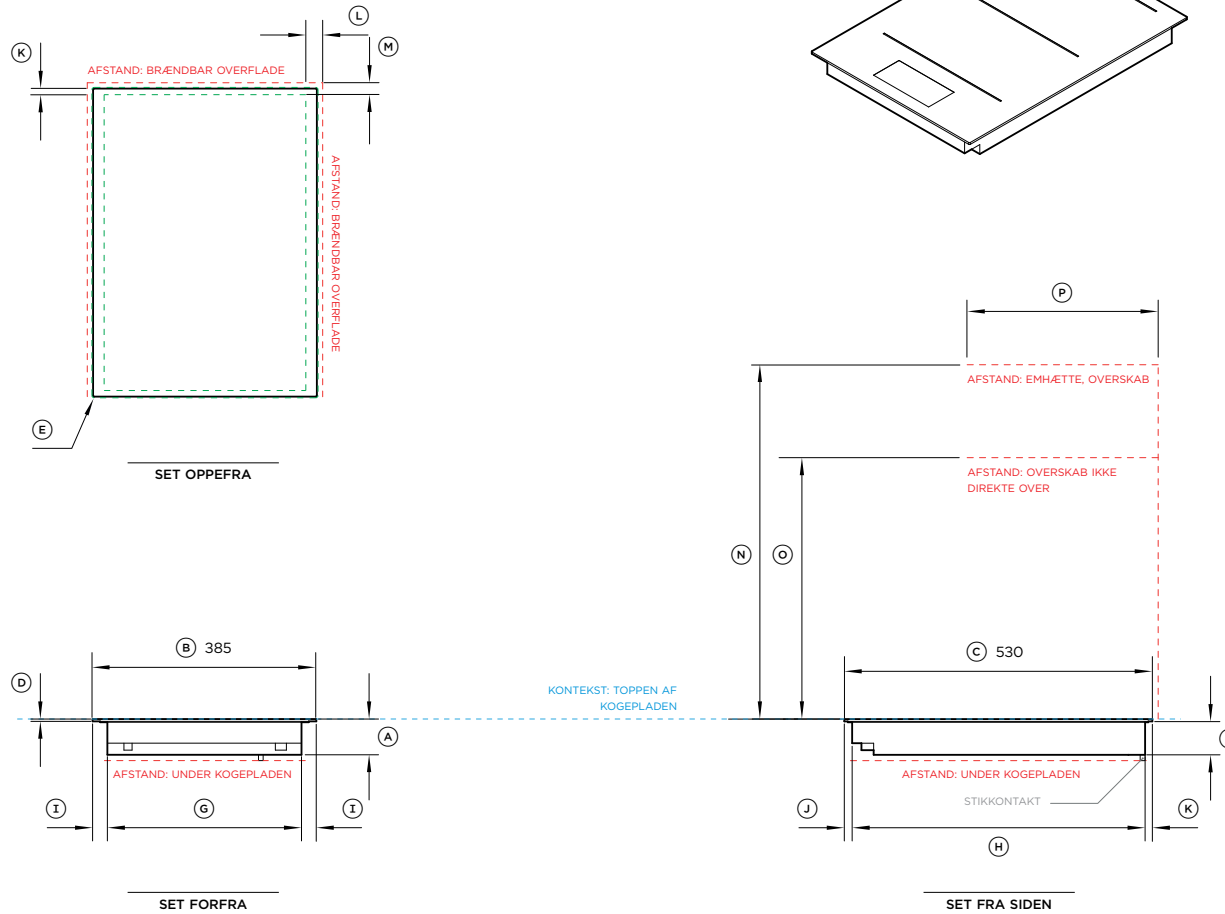 L
K
M
AFSTAND: BRÆNDBAR OVERFLADE
AFSTAND: BRÆNDBAR OVERFLADE
E
SET OPPEFRA
P
AFSTAND: EMHÆTTE, OVERSKAB
AFSTAND: OVERSKAB IKKE
DIREKTE OVER
N
O
B 385
C 530
D
KONTEKST: TOPPEN AF
KOGEPLADEN
A
AFSTAND: UNDER KOGEPLADEN
AFSTAND: UNDER KOGEPLADEN
STIKKONTAKT
I
G
I
J
K
H
SET FORFRA
SET FRA SIDEN